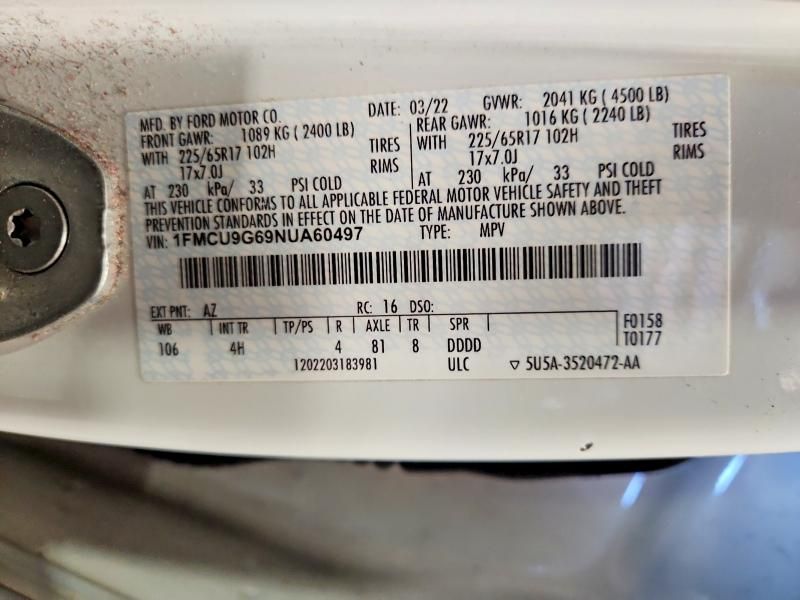 MFD. BY FORD MOTOR CO. DATE: 03/22 GVWR: 2041 KG ( 4500 LB)
FRONT GAWR: 1089 KG ( 2400 LB) REAR GAWR: 1016 KG ( 2240 LB)
WITH 225/65R17 102H TIRES WITH 225/65R17 102H TIRES
17x7.0J RIMS 17x7.0J RIMS
AT 230 kPa/ 33 PSI COLD AT 230 kPa/ 33 PSI COLD
THIS VEHICLE CONFORMS TO ALL APPLICABLE FEDERAL MOTOR VEHICLE SAFETY AND THEFT
PREVENTION STANDARDS IN EFFECT ON THE DATE OF MANUFACTURE SHOWN ABOVE.
VIN: 1FMCU9G69NUA60497 TYPE: MPV
EXT PNT: AZ RC: 16 DSO:
WB INT TR TP/PS R AXLE TR SPR F0158
106 4H 4 81 8 DDDD T0177
1202203183981 ULC ▽ 5U5A-3520472-AA